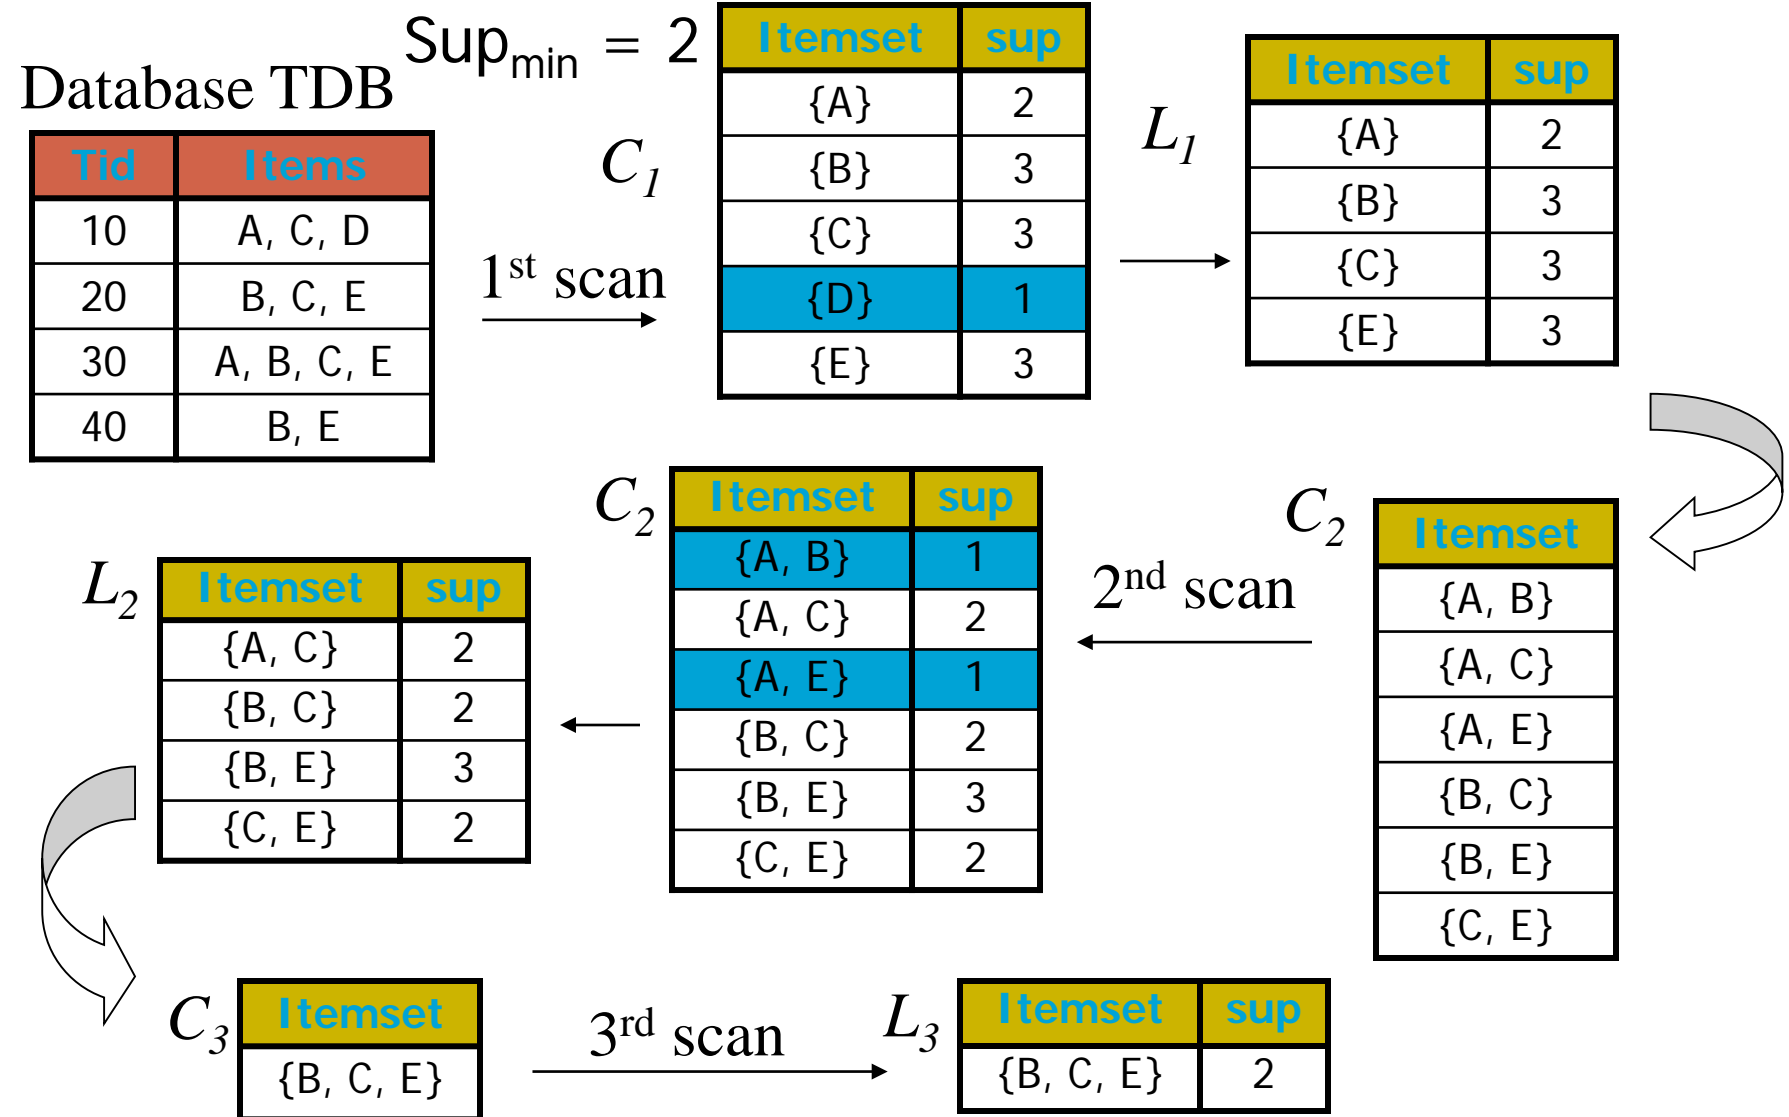 Sup_min = 2
Database TDB
Tid Items
10 A, C, D
20 B, C, E
30 A, B, C, E
40 B, E
1st scan
C1
Itemset sup
{A} 2
{B} 3
{C} 3
{D} 1
{E} 3
L1
Itemset sup
{A} 2
{B} 3
{C} 3
{E} 3
C2
Itemset
{A, B}
{A, C}
{A, E}
{B, C}
{B, E}
{C, E}
2nd scan
C2
Itemset sup
{A, B} 1
{A, C} 2
{A, E} 1
{B, C} 2
{B, E} 3
{C, E} 2
L2
Itemset sup
{A, C} 2
{B, C} 2
{B, E} 3
{C, E} 2
C3
Itemset
{B, C, E}
3rd scan
L3
Itemset sup
{B, C, E} 2